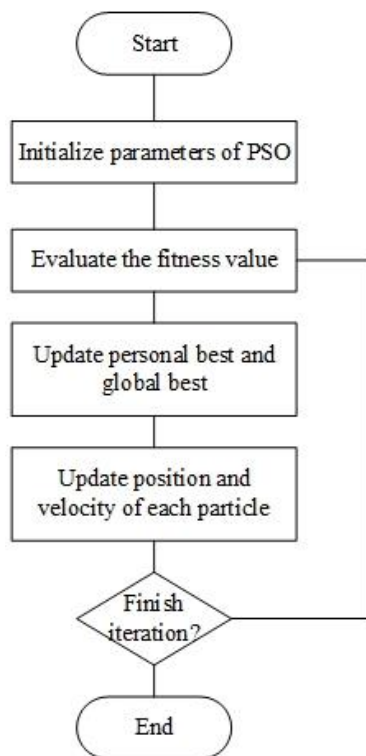 Start
Initialize parameters of PSO
Evaluate the fitness value
Update personal best and
global best
Update position and
velocity of each particle
Finish
iteration?
End